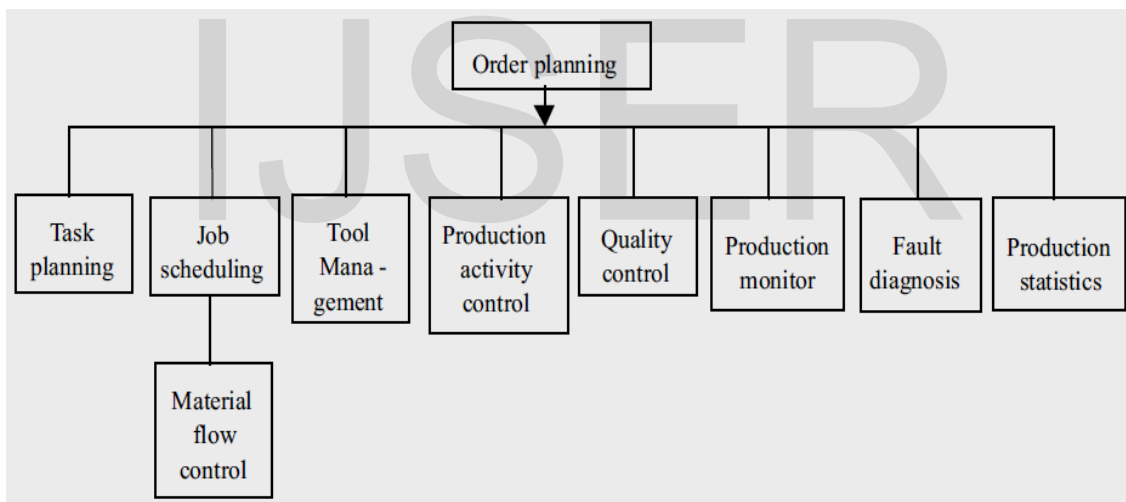 IJSER
Order planning
Task
planning
Job
scheduling
Tool
Mana -
gement
Production
activity
control
Quality
control
Production
monitor
Fault
diagnosis
Production
statistics
Material
flow
control